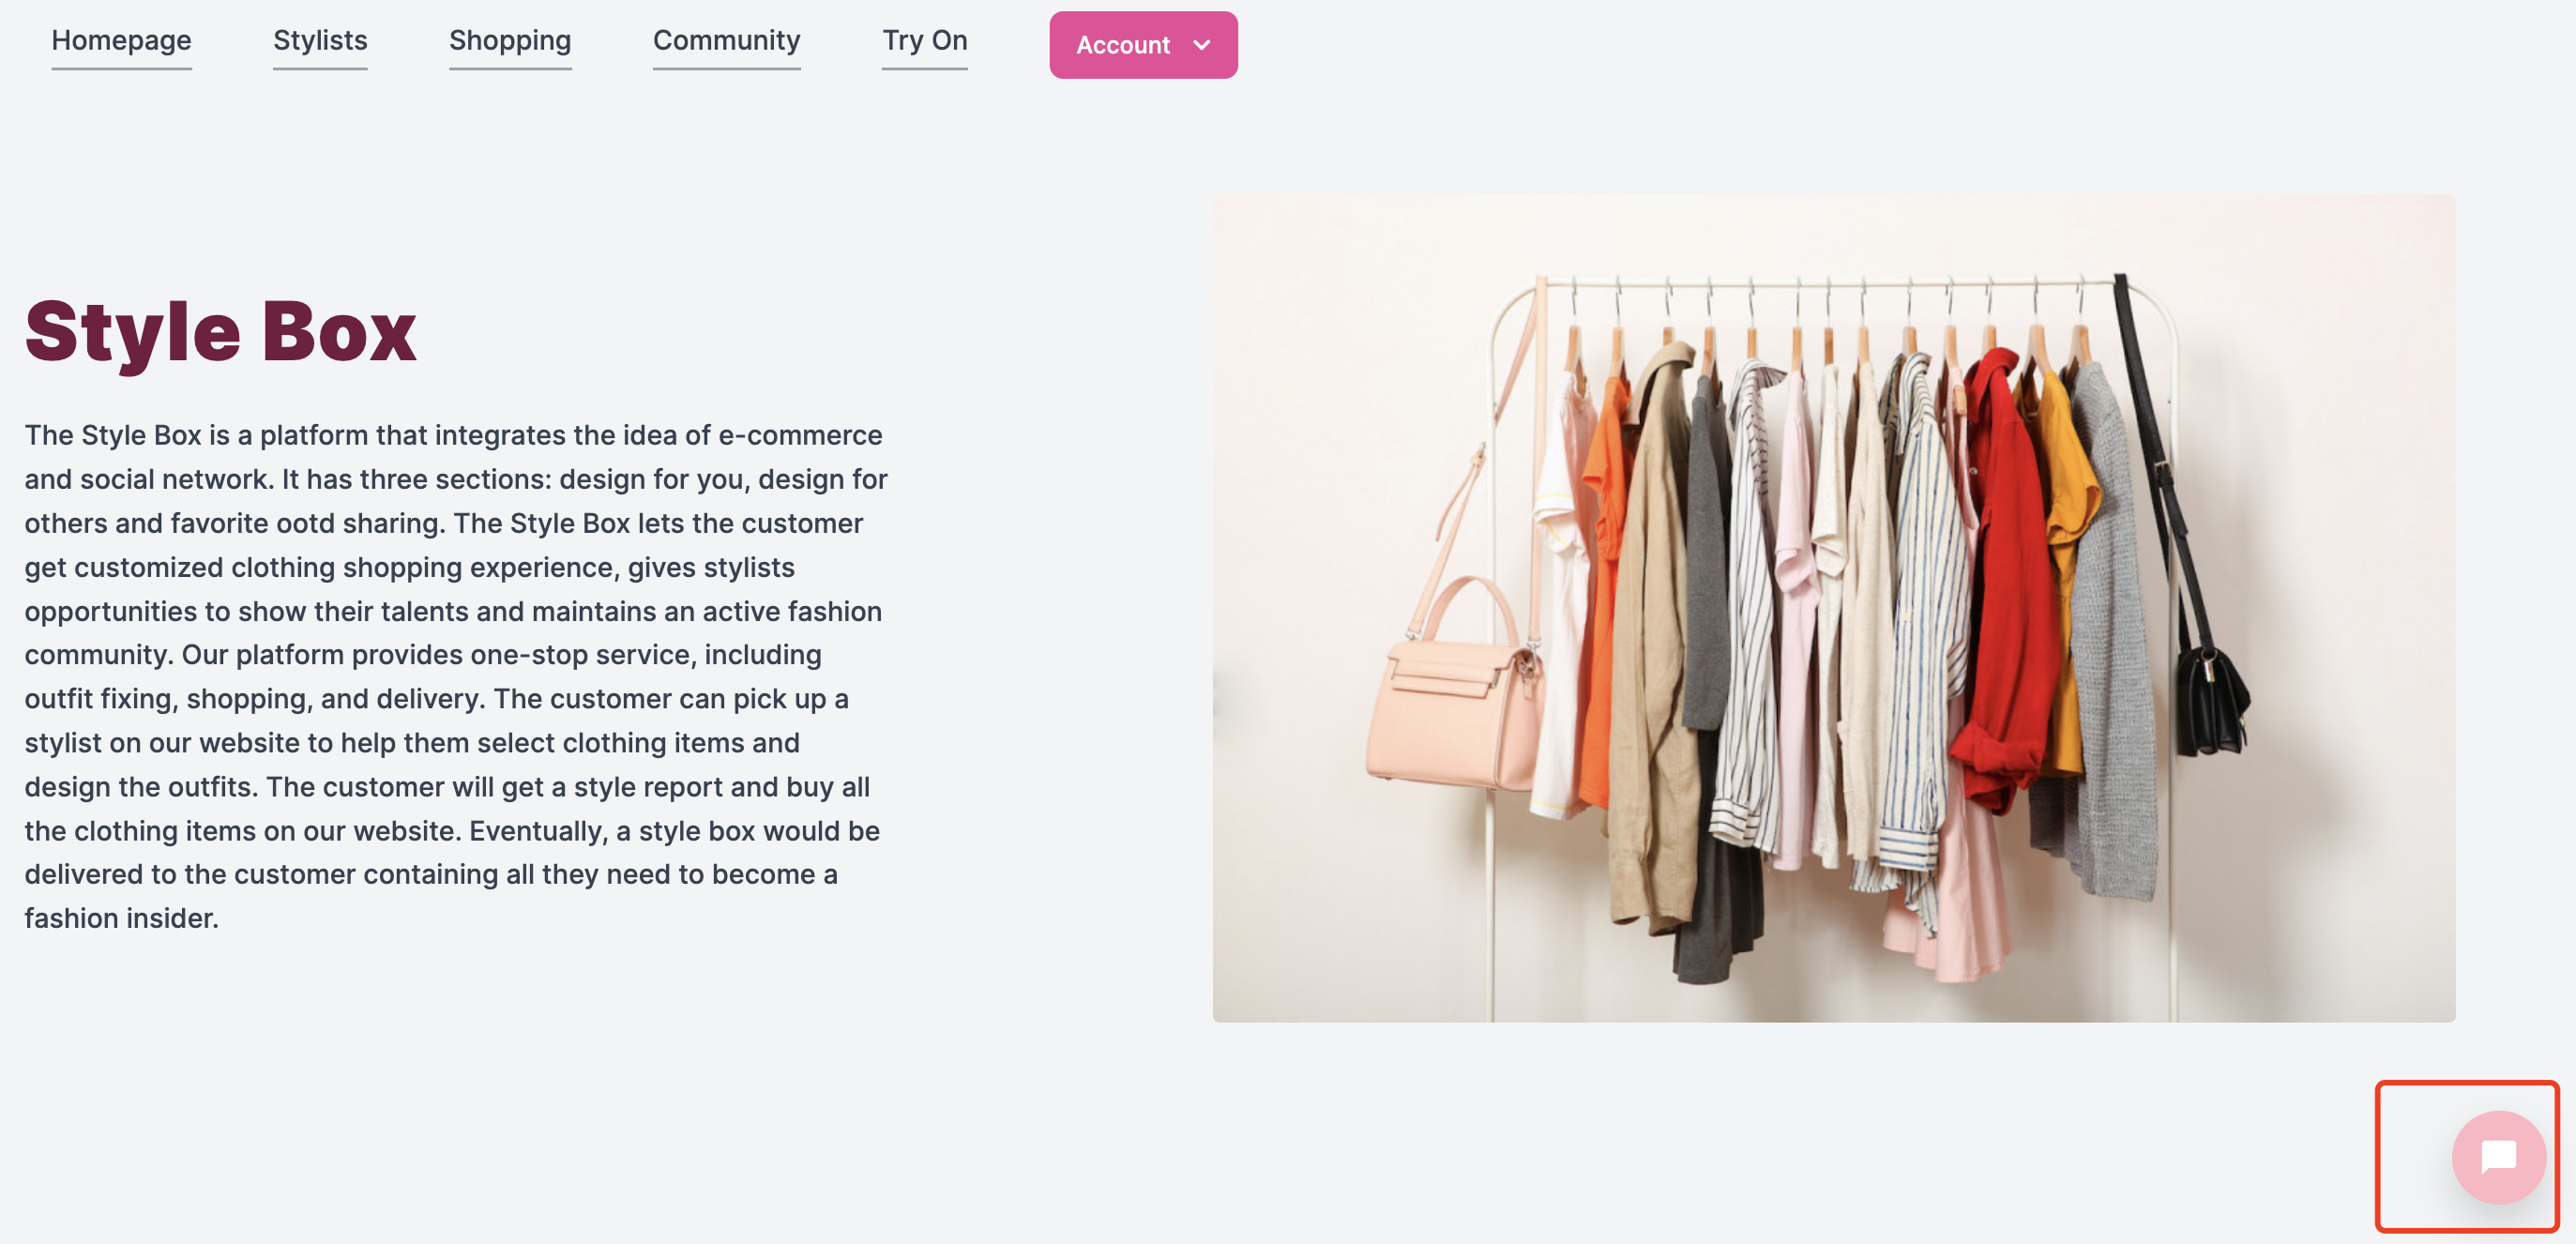 Homepage
Stylists
Shopping
Community
Try On
Account
Style Box
The Style Box is a platform that integrates the idea of e-commerce
and social network. It has three sections: design for you, design for
others and favorite ootd sharing. The Style Box lets the customer
get customized clothing shopping experience, gives stylists
opportunities to show their talents and maintains an active fashion
community. Our platform provides one-stop service, including
outfit fixing, shopping, and delivery. The customer can pick up a
stylist on our website to help them select clothing items and
design the outfits. The customer will get a style report and buy all
the clothing items on our website. Eventually, a style box would be
delivered to the customer containing all they need to become a
fashion insider.